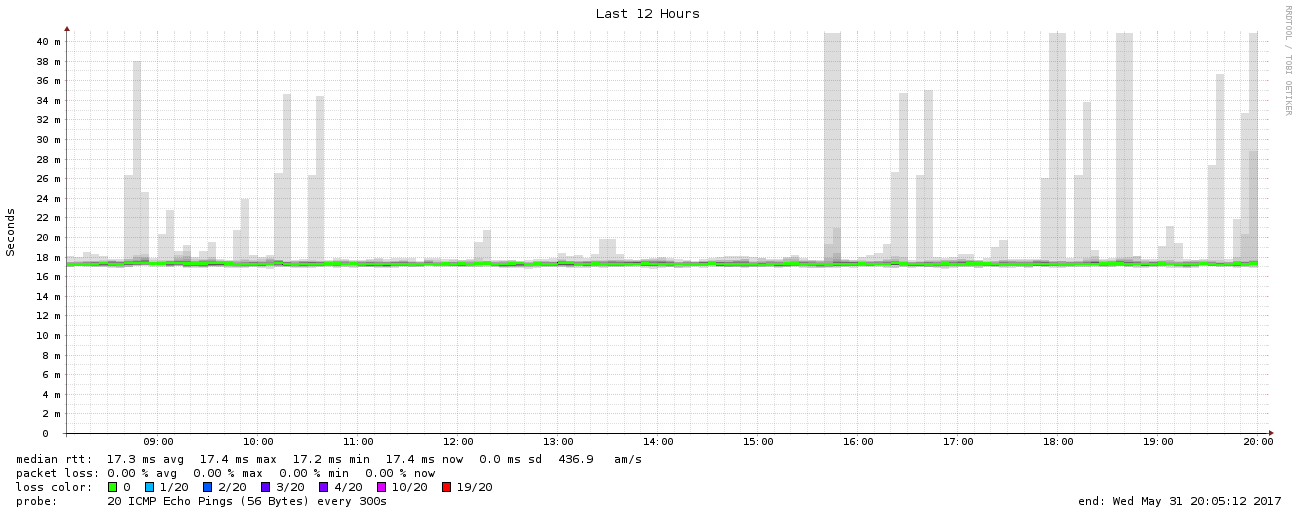 Last 12 Hours
RRDTOOL / TOBI OETIKER
Seconds
40 m
38 m
36 m
34 m
32 m
30 m
28 m
26 m
24 m
22 m
20 m
18 m
16 m
14 m
12 m
10 m
8 m
6 m
4 m
2 m
0
09:00 10:00 11:00 12:00 13:00 14:00 15:00 16:00 17:00 18:00 19:00 20:00
median rtt: 17.3 ms avg 17.4 ms max 17.2 ms min 17.4 ms now 0.0 ms sd 436.9 am/s
packet loss: 0.00 % avg 0.00 % max 0.00 % min 0.00 % now
loss color: 0 1/20 2/20 3/20 4/20 10/20 19/20
probe: 20 ICMP Echo Pings (56 Bytes) every 300s end: Wed May 31 20:05:12 2017